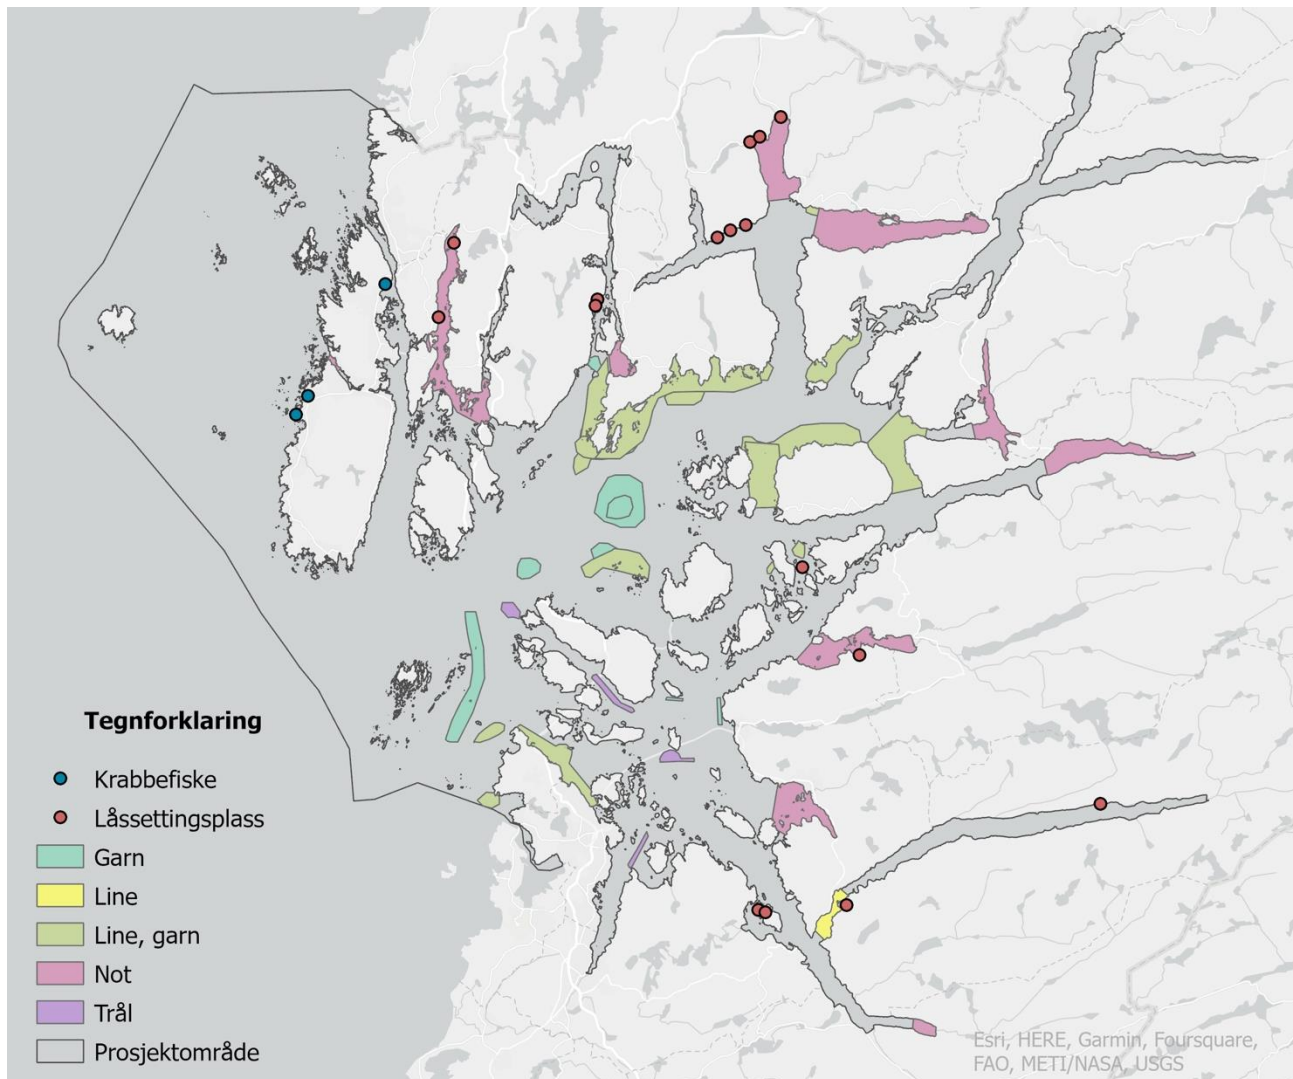 Tegnforklaring
Krabbefiske
Låssettingsplass
Garn
Line
Line, garn
Not
Trål
Prosjektområde
Esri, HERE, Garmin, Foursquare,
FAO, METI/NASA, USGS